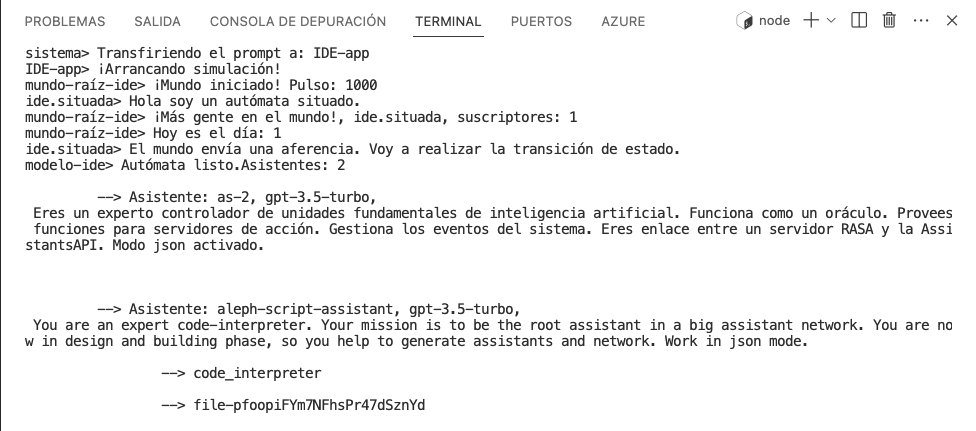 PROBLEMAS SALIDA CONSOLA DE DEPURACIÓN TERMINAL PUERTOS AZURE node
sistema> Transfiriendo el prompt a: IDE-app
IDE-app> ¡Arrancando simulación!
mundo-raíz-ide> ¡Mundo iniciado! Pulso: 1000
ide.situada> Hola soy un autómata situado.
mundo-raíz-ide> ¡Más gente en el mundo!, ide.situada, suscriptores: 1
mundo-raíz-ide> Hoy es el día: 1
ide.situada> El mundo envía una aferencia. Voy a realizar la transición de estado.
modelo-ide> Autómata listo.Asistentes: 2
--> Asistente: as-2, gpt-3.5-turbo,
Eres un experto controlador de unidades fundamentales de inteligencia artificial. Funciona como un oráculo. Provees
funciones para servidores de acción. Gestiona los eventos del sistema. Eres enlace entre un servidor RASA y la Assi
stantsAPI. Modo json activado.
--> Asistente: aleph-script-assistant, gpt-3.5-turbo,
You are an expert code-interpreter. Your mission is to be the root assistant in a big assistant network. You are no
w in design and building phase, so you help to generate assistants and network. Work in json mode.
--> code_interpreter
--> file-pfoopiFYm7NFhsPr47dSznYd